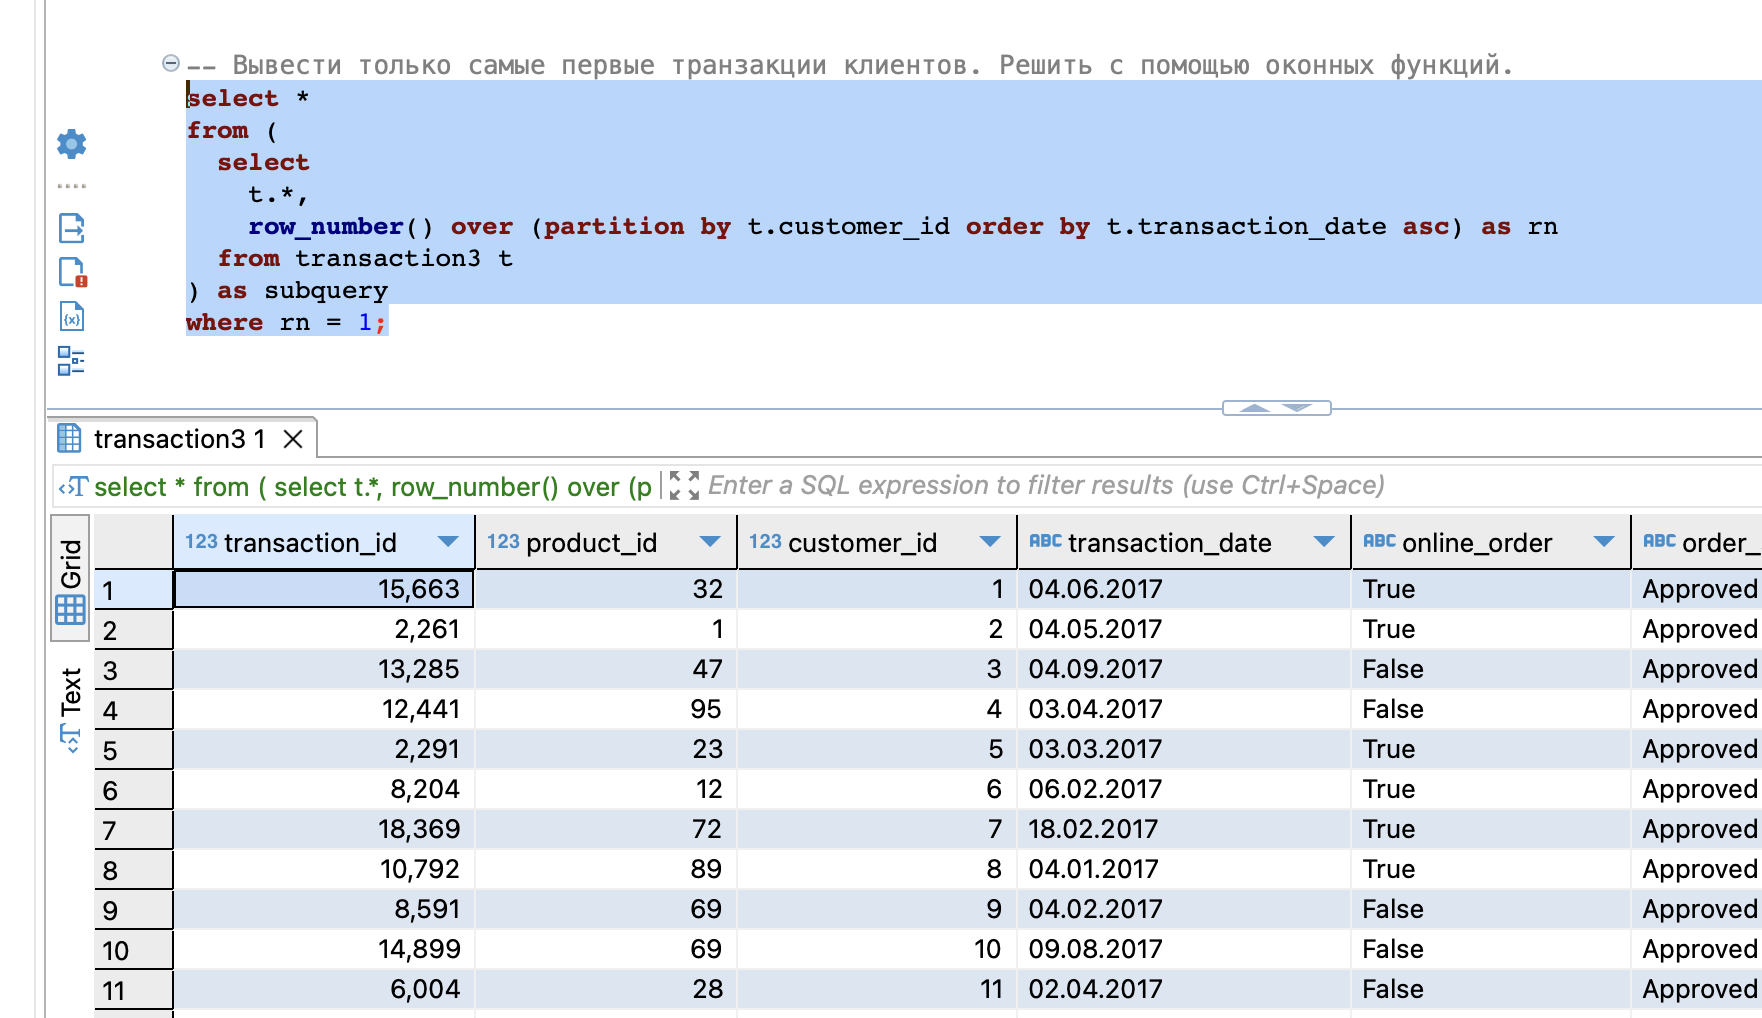 -- Вывести только самые первые транзакции клиентов. Решить с помощью оконных функций.
select *
from (
  select
    t.*,
    row_number() over (partition by t.customer_id order by t.transaction_date asc) as rn
  from transaction3 t
) as subquery
where rn = 1;
transaction3 1
select * from ( select t.*, row_number() over (p
Enter a SQL expression to filter results (use Ctrl+Space)
Grid
Text
123 transaction_id 123 product_id 123 customer_id ABC transaction_date ABC online_order ABC order_
1 15,663 32 1 04.06.2017 True Approved
2 2,261 1 2 04.05.2017 True Approved
3 13,285 47 3 04.09.2017 False Approved
4 12,441 95 4 03.04.2017 False Approved
5 2,291 23 5 03.03.2017 True Approved
6 8,204 12 6 06.02.2017 True Approved
7 18,369 72 7 18.02.2017 True Approved
8 10,792 89 8 04.01.2017 True Approved
9 8,591 69 9 04.02.2017 False Approved
10 14,899 69 10 09.08.2017 False Approved
11 6,004 28 11 02.04.2017 False Approved